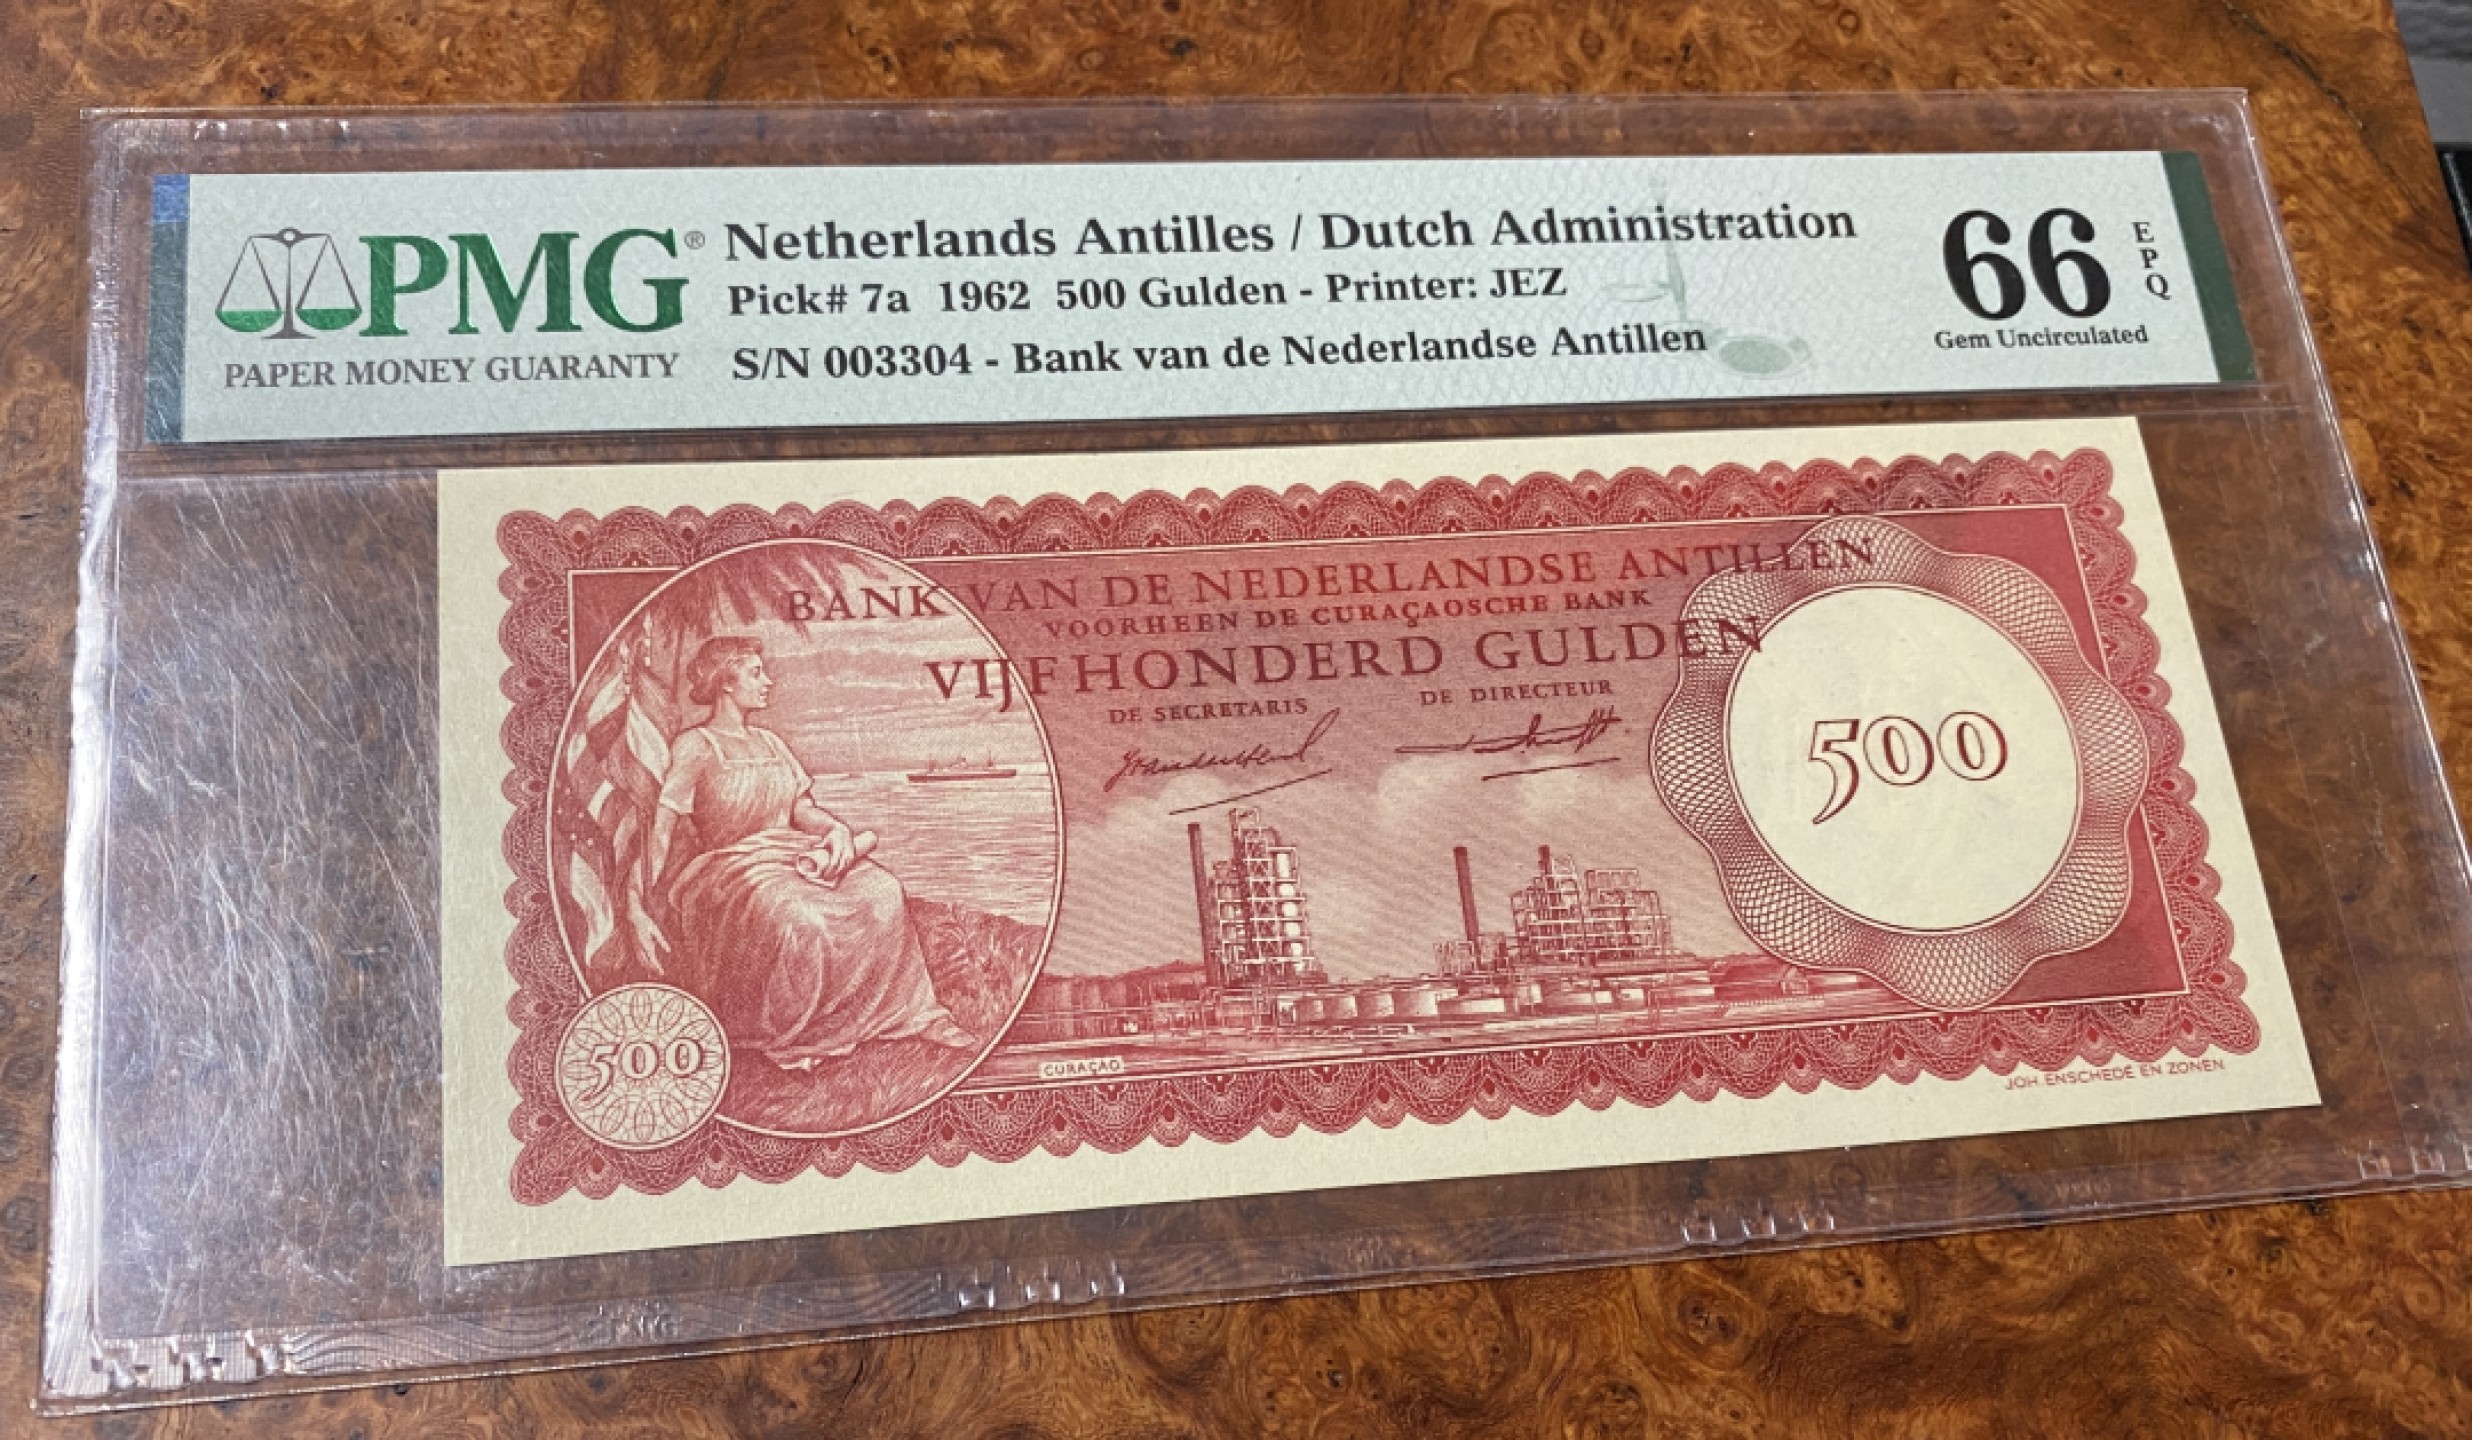 PMG®
PAPER MONEY GUARANTY
Netherlands Antilles / Dutch Administration
Pick# 7a 1962 500 Gulden - Printer: JEZ
S/N 003304 - Bank van de Nederlandse Antillen
66
EPQ
Gem Uncirculated
BANK VAN DE NEDERLANDSE ANTILLEN
VOORHEEN DE CURAÇAOSCHE BANK
VIJFHONDERD GULDEN
DE SECRETARIS
DE DIRECTEUR
500
500
CURAÇAO
JOH. ENSCHEDÉ EN ZONEN